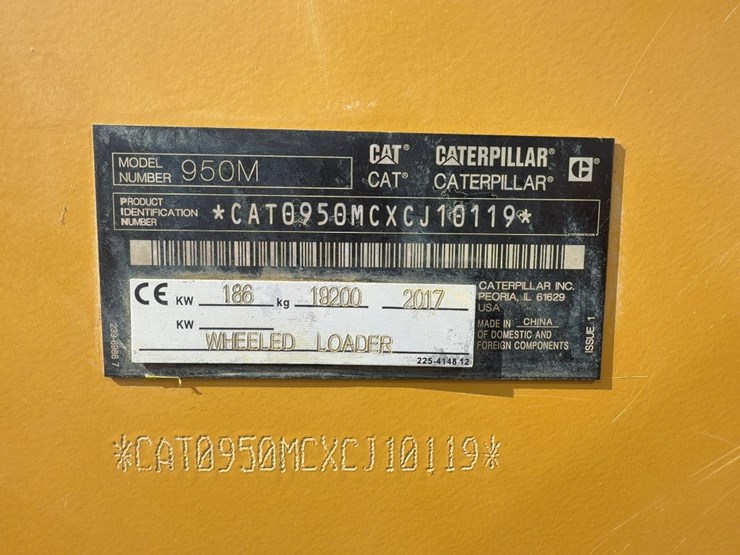 MODEL NUMBER 950M
CAT® CATERPILLAR® C®
CAT® CATERPILLAR®
PRODUCT IDENTIFICATION NUMBER *CAT0950MCXCJ10119*
CE KW 186 kg 19200 2017
KW
WHEELED LOADER
225-4148 12
CATERPILLAR INC.
PEORIA, IL 61629
USA
MADE IN CHINA
OF DOMESTIC AND
FOREIGN COMPONENTS
ISSUE 1
*CAT0950MCXCJ10119*